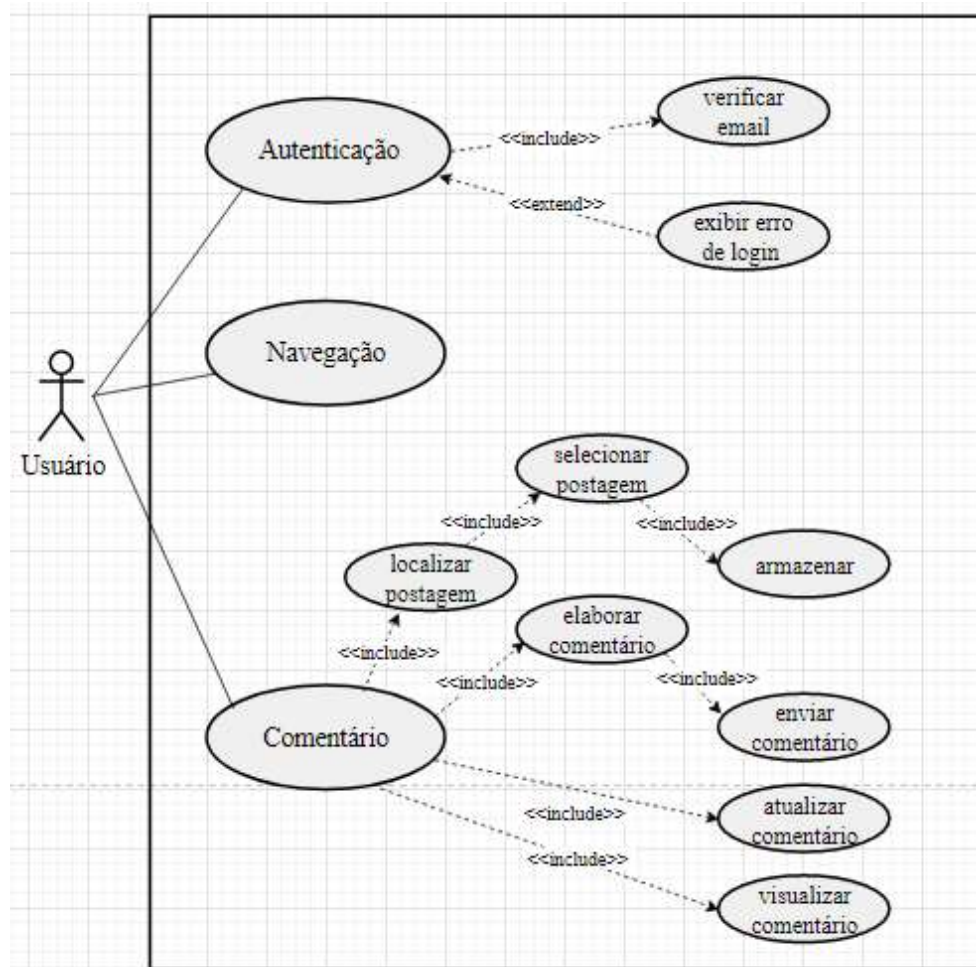 verificar
email
Autenticação
<<include>>
<<extend>>
exibir erro
de login
Navegação
Usuário
selecionar
postagem
<<include>>
<<include>>
localizar
postagem
armazenar
elaborar
comentário
<<include>>
<<include>>
<<include>>
Comentário
enviar
comentário
atualizar
comentário
<<include>>
<<include>>
visualizar
comentário